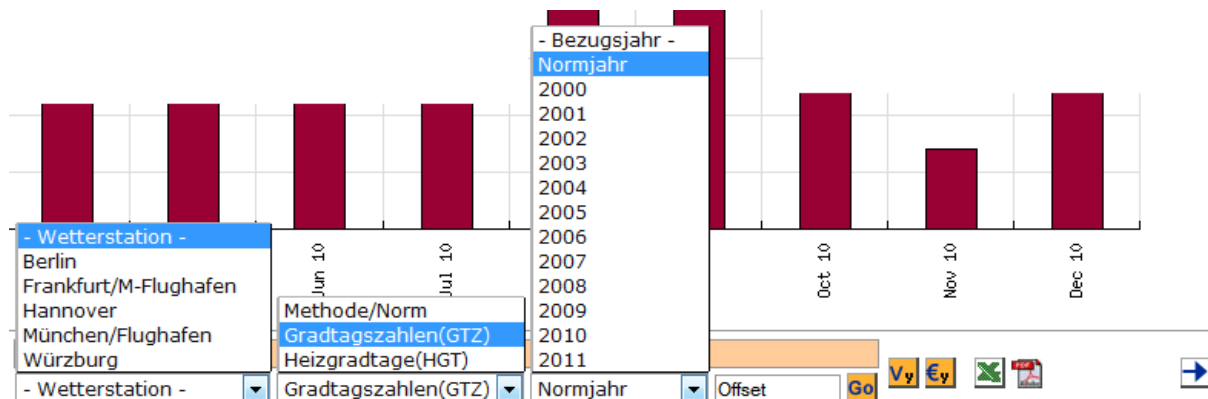 - Bezugsjahr -
Normjahr
2000
2001
2002
2003
2004
2005
2006
2007
2008
2009
2010
2011
Jun 10
Jul 10
Oct 10
Nov 10
Dec 10
- Wetterstation -
Berlin
Frankfurt/M-Flughafen
Hannover
München/Flughafen
Würzburg
Methode/Norm
Gradtagszahlen(GTZ)
Heizgradtage(HGT)
- Wetterstation -
Gradtagszahlen(GTZ)
Normjahr
Offset
Go
Vy
€y
PDF